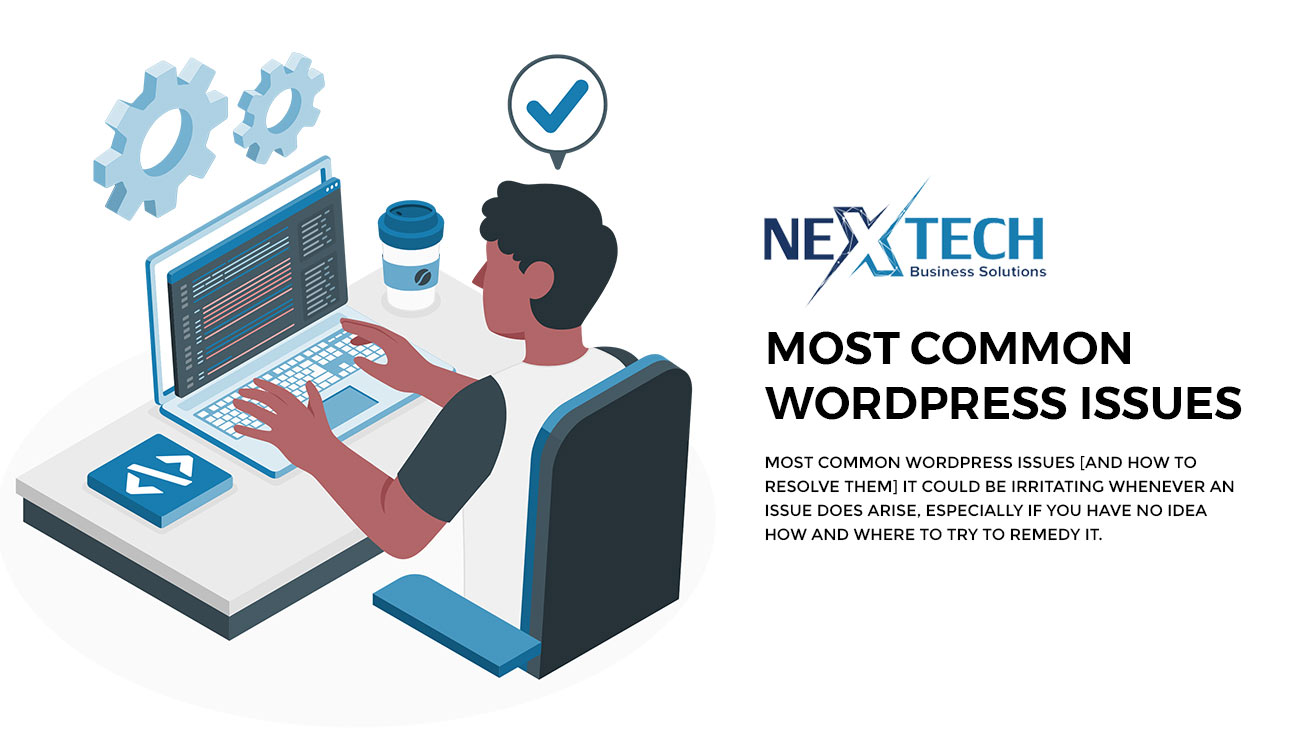 NEXTECH
Business Solutions
MOST COMMON
WORDPRESS ISSUES
MOST COMMON WORDPRESS ISSUES [AND HOW TO
RESOLVE THEM] IT COULD BE IRRITATING WHENEVER AN
ISSUE DOES ARISE, ESPECIALLY IF YOU HAVE NO IDEA
HOW AND WHERE TO TRY TO REMEDY IT.